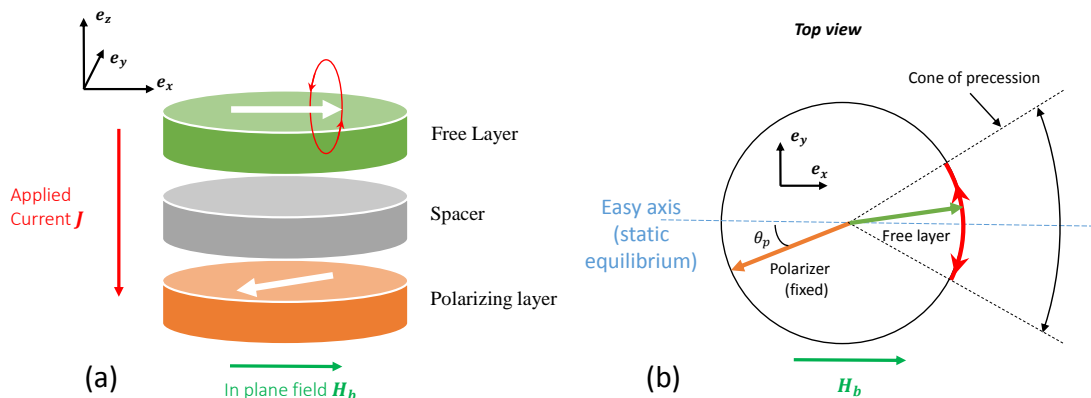 e_z
e_y
e_x
Free Layer
Applied
Current J
Spacer
Polarizing layer
(a)
In plane field H_b
Top view
Cone of precession
e_y
e_x
Easy axis
(static
equilibrium)
θ_p
Free layer
Polarizer
(fixed)
(b)
H_b